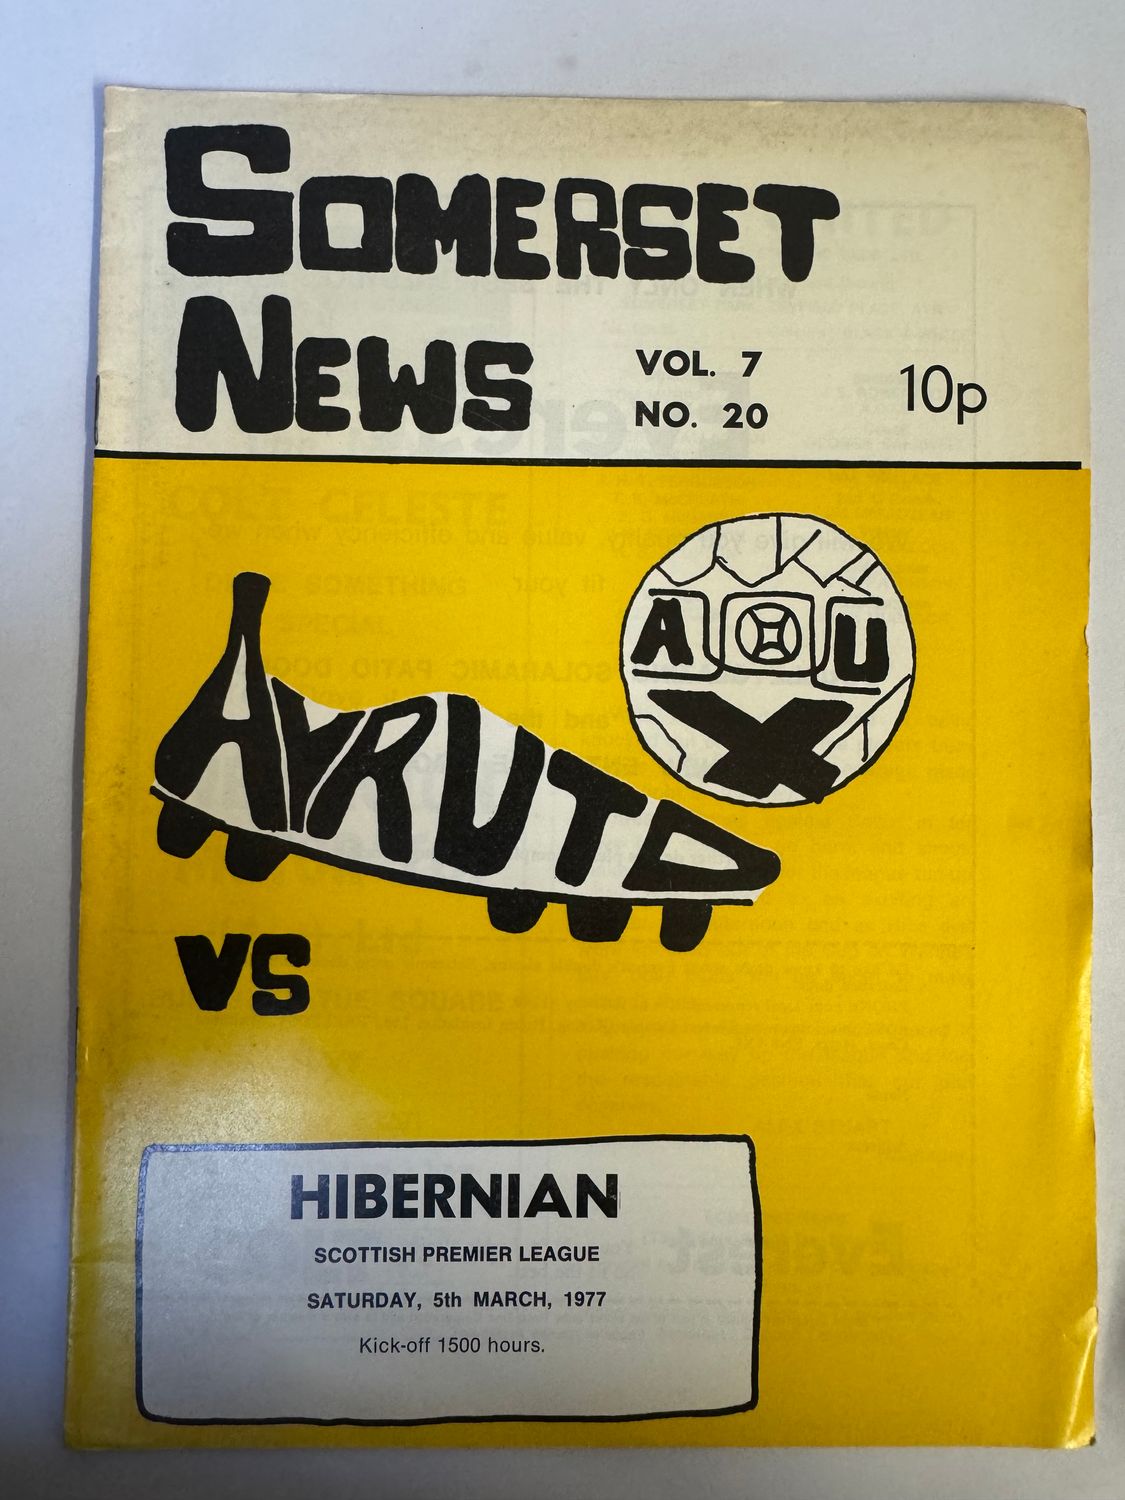 SOMERSET
NEWS
VOL. 7
NO. 20
10p
A U
X
AYR UTD
VS
HIBERNIAN
SCOTTISH PREMIER LEAGUE
SATURDAY, 5th MARCH, 1977
Kick-off 1500 hours.